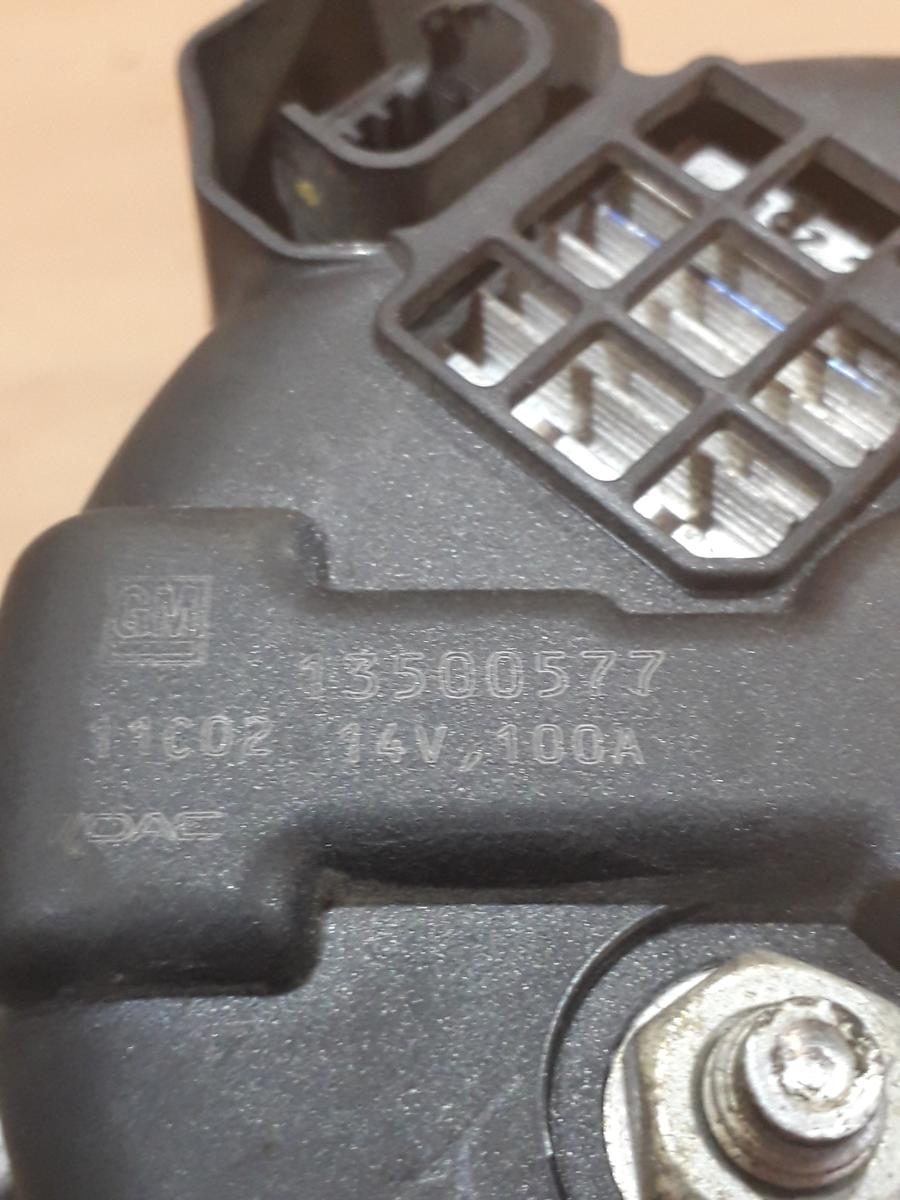 GM
13500577
11C02 14V,100A
DAC